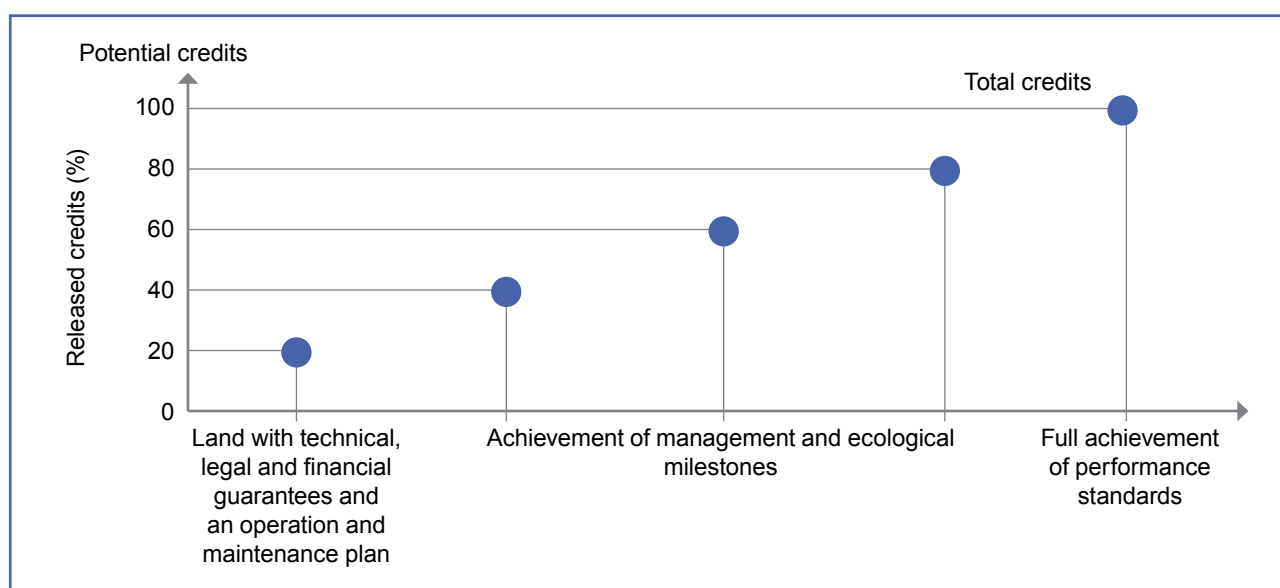 Potential credits
Total credits
Released credits (%)
100
80
60
40
20
0
Land with technical,
legal and financial
guarantees and
an operation and
maintenance plan
Achievement of management and ecological
milestones
Full achievement
of performance
standards